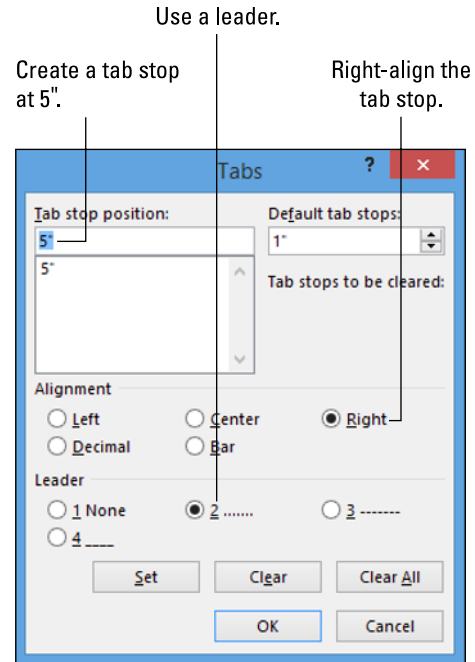 Use a leader.
Create a tab stop
at 5".
Right-align the
tab stop.
Tabs
?
×
Tab stop position:
Default tab stops:
5"
1"
5"
Tab stops to be cleared:
Alignment
Left
Center
Right
Decimal
Bar
Leader
1 None
2 .......
3 -------
4 ____
Set
Clear
Clear All
OK
Cancel